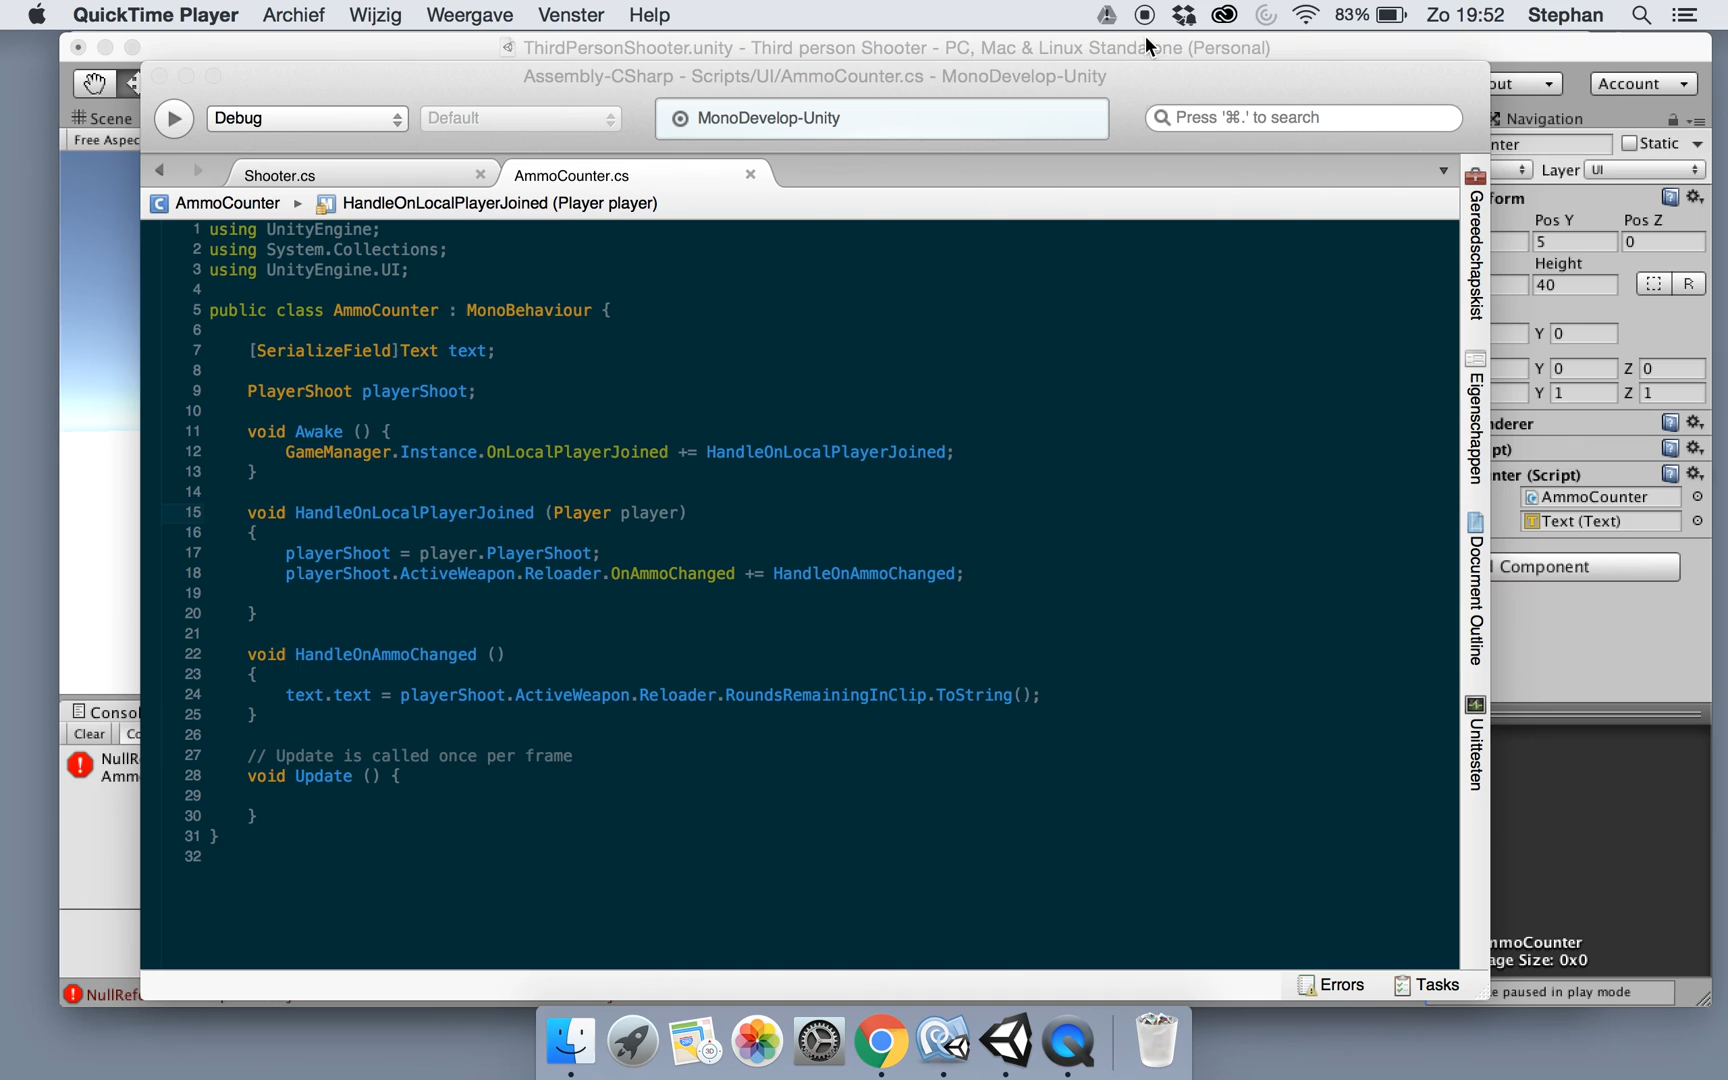 QuickTime Player Archief Wijzig Weergave Venster Help 83% Zo 19:52 Stephan
ThirdPersonShooter.unity - Third person Shooter - PC, Mac & Linux Standalone (Personal)
Assembly-CSharp - Scripts/UI/AmmoCounter.cs - MonoDevelop-Unity
out Account
Debug Default MonoDevelop-Unity Press '⌘.' to search
Scene Navigation
Free Aspec
nter Static
Shooter.cs AmmoCounter.cs
Layer UI
AmmoCounter HandleOnLocalPlayerJoined (Player player)
form
Pos Y Pos Z
5 0
Height
40 R
Y 0
Y 0 Z 0
Y 1 Z 1
nderer
pt)
nter (Script)
AmmoCounter
Text (Text)
Component
Gereedschapskist
Eigenschappen
Document Outline
Unittesten
1 using UnityEngine;
2 using System.Collections;
3 using UnityEngine.UI;
4
5 public class AmmoCounter : MonoBehaviour {
6
7 [SerializeField]Text text;
8
9 PlayerShoot playerShoot;
10
11 void Awake () {
12 GameManager.Instance.OnLocalPlayerJoined += HandleOnLocalPlayerJoined;
13 }
14
15 void HandleOnLocalPlayerJoined (Player player)
16 {
17 playerShoot = player.PlayerShoot;
18 playerShoot.ActiveWeapon.Reloader.OnAmmoChanged += HandleOnAmmoChanged;
19
20 }
21
22 void HandleOnAmmoChanged ()
23 {
24 text.text = playerShoot.ActiveWeapon.Reloader.RoundsRemainingInClip.ToString();
25 }
26
27 // Update is called once per frame
28 void Update () {
29
30 }
31 }
32
Consol
Clear Co
NullR
Amm
mmoCounter
age Size: 0x0
Errors Tasks
NullRef
e paused in play mode
3D